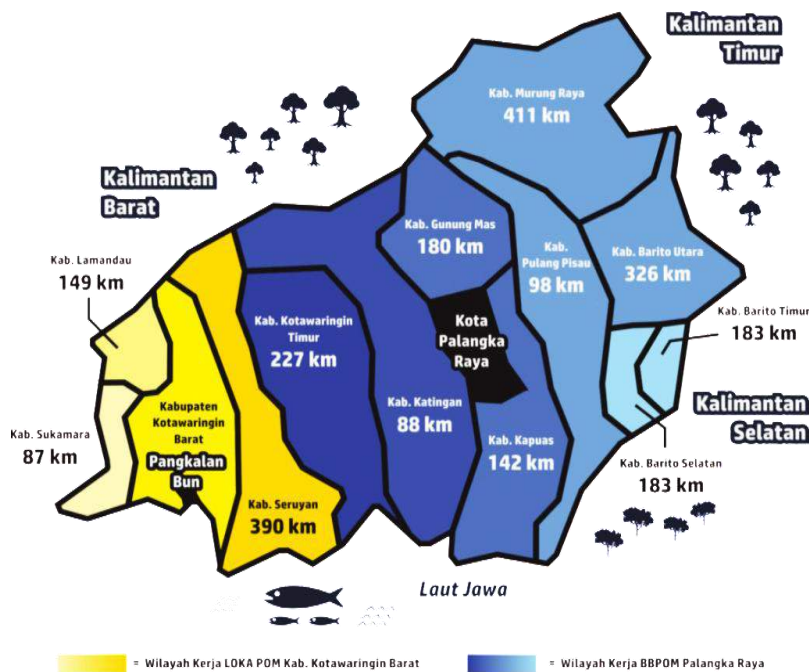 Kalimantan
Timur
Kab. Murung Raya
411 km
Kalimantan
Barat
Kab. Gunung Mas
180 km
Kab.
Pulang Pisau
98 km
Kab. Barito Utara
326 km
Kab. Lamandau
149 km
Kab. Barito Timur
183 km
Kab. Kotawaringin
Timur
227 km
Kota
Palangka
Raya
Kab. Katingan
88 km
Kabupaten
Kotawaringin
Barat
Pangkalan
Bun
Kab. Sukamara
87 km
Kalimantan
Selatan
Kab. Kapuas
142 km
Kab. Barito Selatan
183 km
Kab. Seruyan
390 km
Laut Jawa
= Wilayah Kerja LOKA POM Kab. Kotawaringin Barat
= Wilayah Kerja BBPOM Palangka Raya